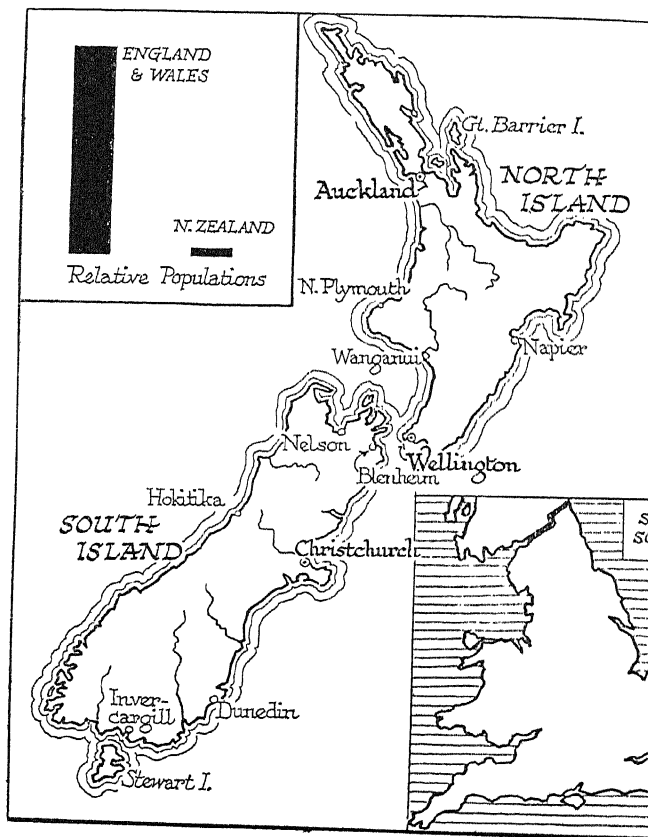 ENGLAND
& WALES
N. ZEALAND
Relative Populations
Gt. Barrier I.
Auckland
NORTH
ISLAND
N. Plymouth
Wanganui
Napier
Nelson
Wellington
Blenheim
Hokitika
SOUTH
ISLAND
Christchurch
Inver-
cargill
Dunedin
Stewart I.